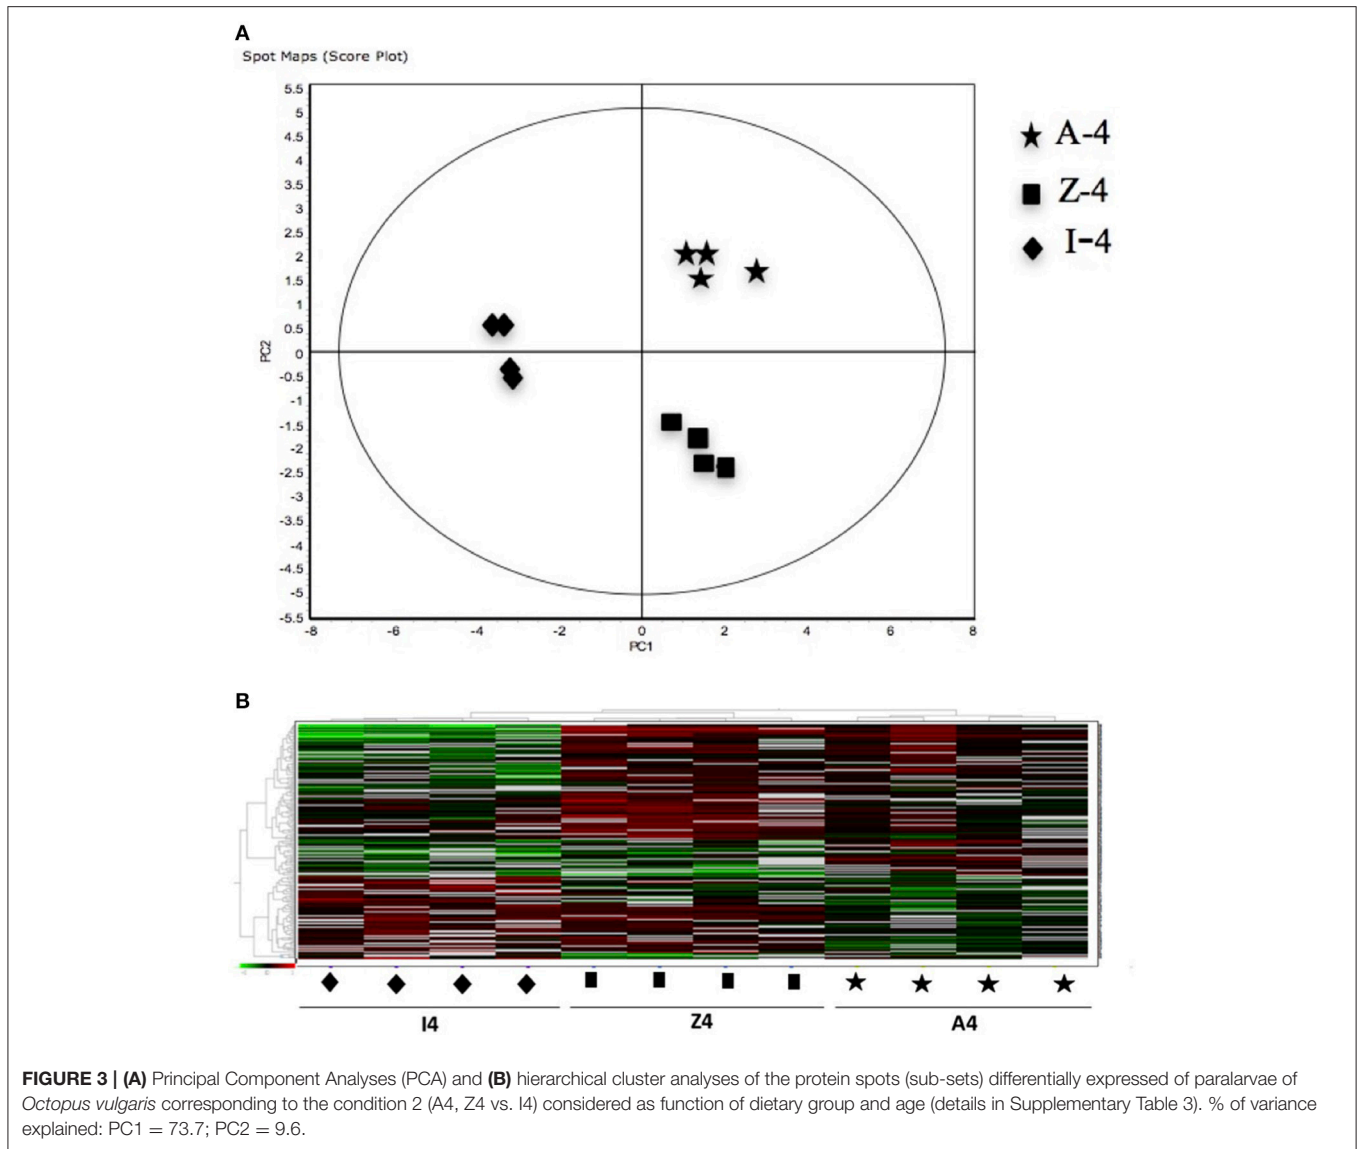 A
Spot Maps (Score Plot)
5.5
5
4.5
4
3.5
3
2.5
2
1.5
1
0.5
0
-0.5
-1
-1.5
-2
-2.5
-3
-3.5
-4
-4.5
-5
-5.5
PC2
-8 -6 -4 -2 0 2 4 6 8
PC1
A-4
Z-4
I-4
B
I4 Z4 A4
FIGURE 3 | (A) Principal Component Analyses (PCA) and (B) hierarchical cluster analyses of the protein spots (sub-sets) differentially expressed of paralarvae of
Octopus vulgaris corresponding to the condition 2 (A4, Z4 vs. I4) considered as function of dietary group and age (details in Supplementary Table 3). % of variance
explained: PC1 = 73.7; PC2 = 9.6.